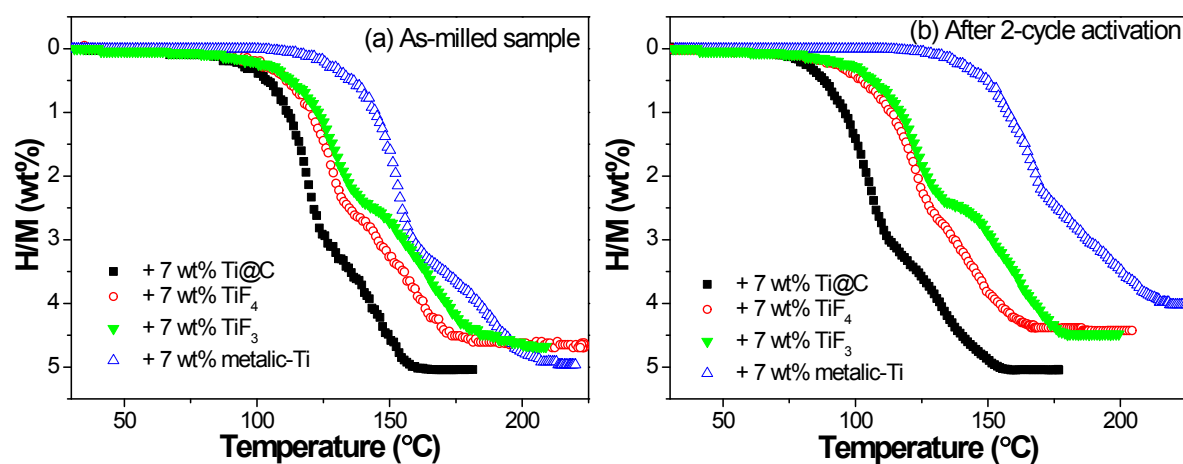 (a) As-milled sample
0
1
2
3
4
5
H/M (wt%)
+ 7 wt% Ti@C
+ 7 wt% TiF4
+ 7 wt% TiF3
+ 7 wt% metalic-Ti
50
100
150
200
Temperature (°C)
(b) After 2-cycle activation
0
1
2
3
4
5
H/M (wt%)
+ 7 wt% Ti@C
+ 7 wt% TiF4
+ 7 wt% TiF3
+ 7 wt% metalic-Ti
50
100
150
200
Temperature (°C)